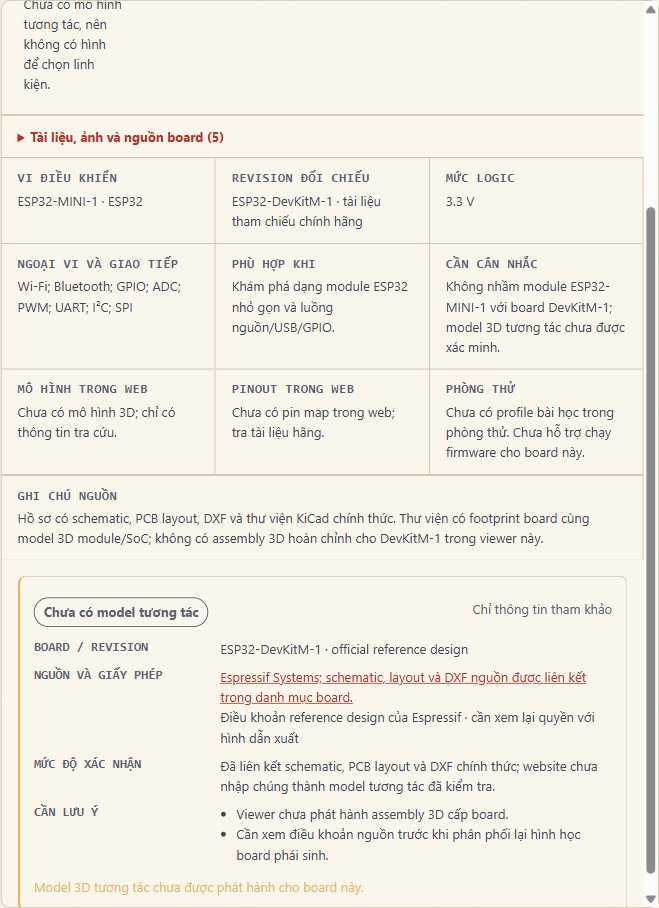 Chưa có mô hình
tương tác, nên
không có hình
để chọn linh
kiện.
▶ Tài liệu, ảnh và nguồn board (5)
VI ĐIỀU KHIỂN
ESP32-MINI-1 · ESP32
REVISION ĐỐI CHIẾU
ESP32-DevKitM-1 · tài liệu
tham chiếu chính hãng
MỨC LOGIC
3.3 V
NGOẠI VI VÀ GIAO TIẾP
Wi-Fi; Bluetooth; GPIO; ADC;
PWM; UART; I²C; SPI
PHÙ HỢP KHI
Khám phá dạng module ESP32
nhỏ gọn và luồng
nguồn/USB/GPIO.
CẦN CÂN NHẮC
Không nhầm module ESP32-
MINI-1 với board DevKitM-1;
model 3D tương tác chưa được
xác minh.
MÔ HÌNH TRONG WEB
Chưa có mô hình 3D; chỉ có
thông tin tra cứu.
PINOUT TRONG WEB
Chưa có pin map trong web;
tra tài liệu hãng.
PHÒNG THỬ
Chưa có profile bài học trong
phòng thử. Chưa hỗ trợ chạy
firmware cho board này.
GHI CHÚ NGUỒN
Hồ sơ có schematic, PCB layout, DXF và thư viện KiCad chính thức. Thư viện có footprint board cùng
model 3D module/SoC; không có assembly 3D hoàn chỉnh cho DevKitM-1 trong viewer này.
Chưa có model tương tác
Chỉ thông tin tham khảo
BOARD / REVISION
ESP32-DevKitM-1 · official reference design
NGUỒN VÀ GIẤY PHÉP
Espressif Systems; schematic, layout và DXF nguồn được liên kết
trong danh mục board.
Điều khoản reference design của Espressif · cần xem lại quyền với
hình dẫn xuất
MỨC ĐỘ XÁC NHẬN
Đã liên kết schematic, PCB layout và DXF chính thức; website chưa
nhập chúng thành model tương tác đã kiểm tra.
CẦN LƯU Ý
• Viewer chưa phát hành assembly 3D cấp board.
• Cần xem điều khoản nguồn trước khi phân phối lại hình học
board phái sinh.
Model 3D tương tác chưa được phát hành cho board này.